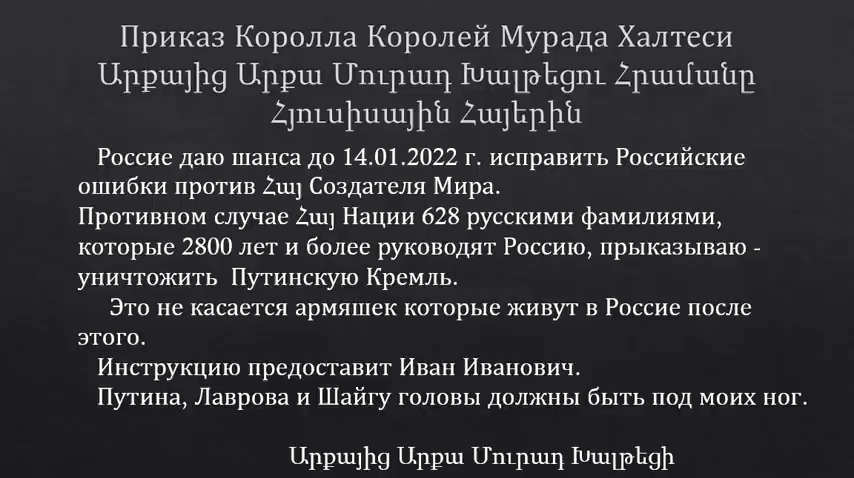 Приказ Королла Королей Мурада Халтеси
Արքայից Արքա Մուրադ Խալթեցու Հրամանը
Հյուսիսային Հայերին
Россие даю шанса до 14.01.2022 г. исправить Российские
ошибки против Հայ Создателя Мира.
Противном случае Հայ Нации 628 русскими фамилиями,
которые 2800 лет и более руководят Россию, прыказываю -
уничтожить Путинскую Кремль.
Это не касается армяшек которые живут в Россие после
этого.
Инструкцию предоставит Иван Иванович.
Путина, Лаврова и Шайгу головы должны быть под моих ног.
Արքայից Արքա Մուրադ Խալթեցի